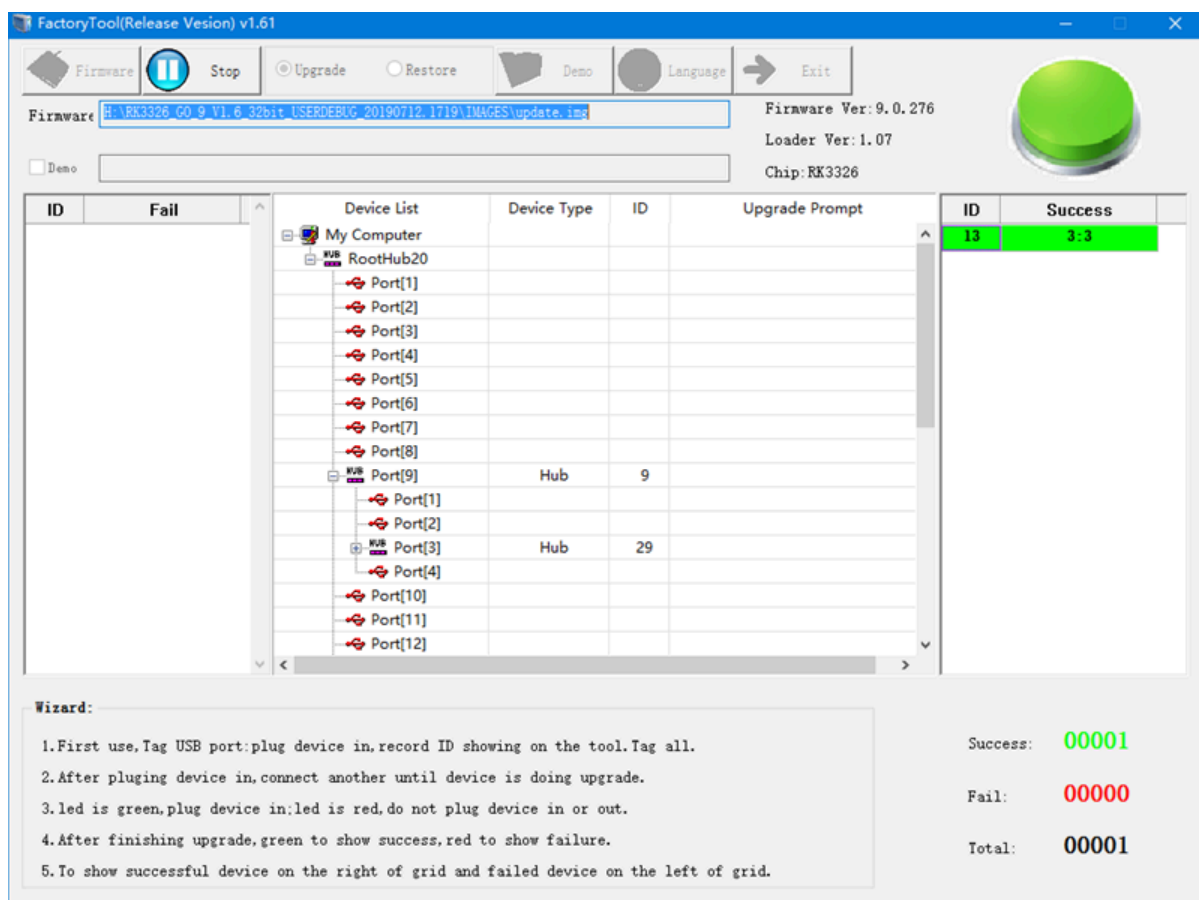 FactoryTool(Release Vesion) v1.61
Firmware Stop Upgrade Restore Demo Language Exit
Firmware H:\RK3326_GO_9_V1.6_32bit_USERDEBUG_20190712.1719\IMAGES\update.img
Firmware Ver:9.0.276
Loader Ver:1.07
Demo
Chip:RK3326
ID Fail
Device List Device Type ID Upgrade Prompt
ID Success
My Computer
13 3:3
RootHub20
Port[1]
Port[2]
Port[3]
Port[4]
Port[5]
Port[6]
Port[7]
Port[8]
HUB Port[9] Hub 9
Port[1]
Port[2]
HUB Port[3] Hub 29
Port[4]
Port[10]
Port[11]
Port[12]
Wizard:
1.First use,Tag USB port:plug device in,record ID showing on the tool.Tag all.
2.After pluging device in,connect another until device is doing upgrade.
3.led is green,plug device in;led is red,do not plug device in or out.
4.After finishing upgrade,green to show success,red to show failure.
5.To show successful device on the right of grid and failed device on the left of grid.
Success: 00001
Fail: 00000
Total: 00001